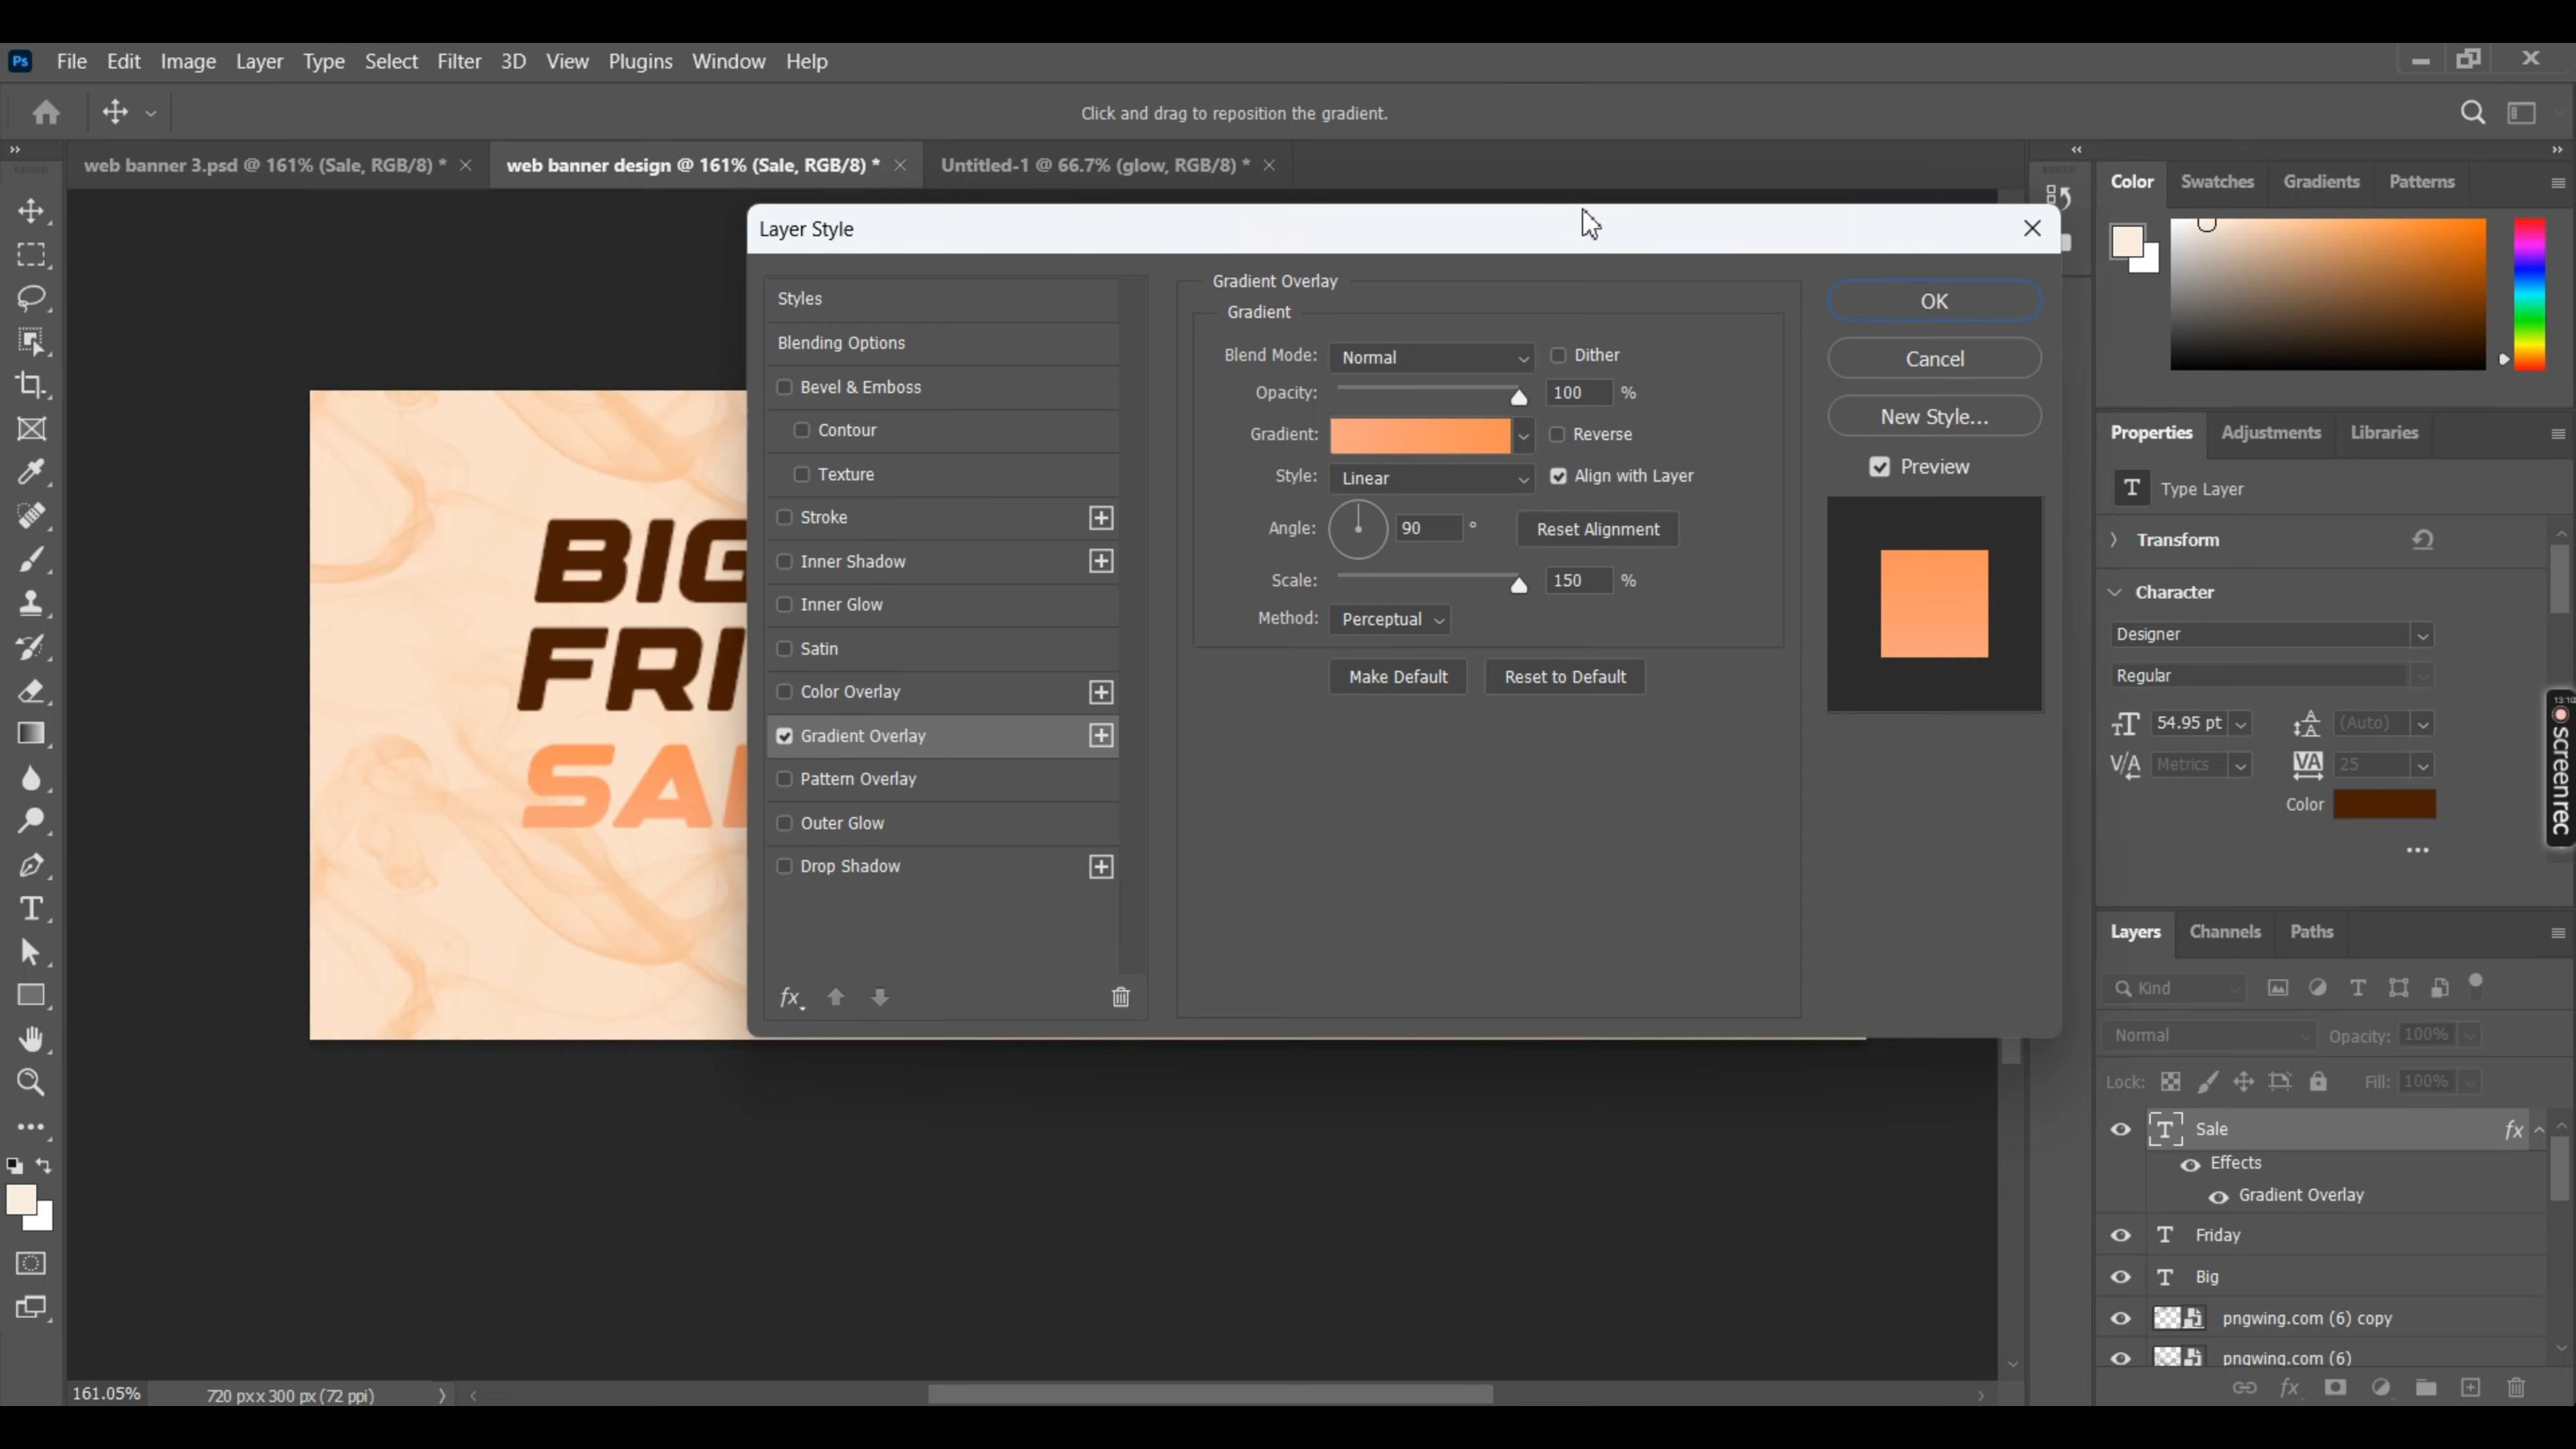 Ps File Edit Image Layer Type Select Filter 3D View Plugins Window Help
Click and drag to reposition the gradient.
web banner 3.psd @ 161% (Sale, RGB/8) * web banner design @ 161% (Sale, RGB/8) * Untitled-1 @ 66.7% (glow, RGB/8) *
BIG
FRI
SA
Layer Style
Styles
Blending Options
Bevel & Emboss
Contour
Texture
Stroke
Inner Shadow
Inner Glow
Satin
Color Overlay
Gradient Overlay
Pattern Overlay
Outer Glow
Drop Shadow
fx
Gradient Overlay
Gradient
Blend Mode: Normal Dither
Opacity: 100 %
Gradient: Reverse
Style: Linear Align with Layer
Angle: 90 ° Reset Alignment
Scale: 150 %
Method: Perceptual
Make Default Reset to Default
OK
Cancel
New Style...
Preview
Color Swatches Gradients Patterns
Properties Adjustments Libraries
T Type Layer
Transform
Character
Designer
Regular
54.95 pt (Auto)
Metrics 25
Color
13:10
screenrec
Layers Channels Paths
Kind
Normal Opacity: 100%
Lock: Fill: 100%
T Sale fx
Effects
Gradient Overlay
T Friday
T Big
pngwing.com (6) copy
pngwing.com (6)
fx
161.05% 720 px x 300 px (72 ppi)